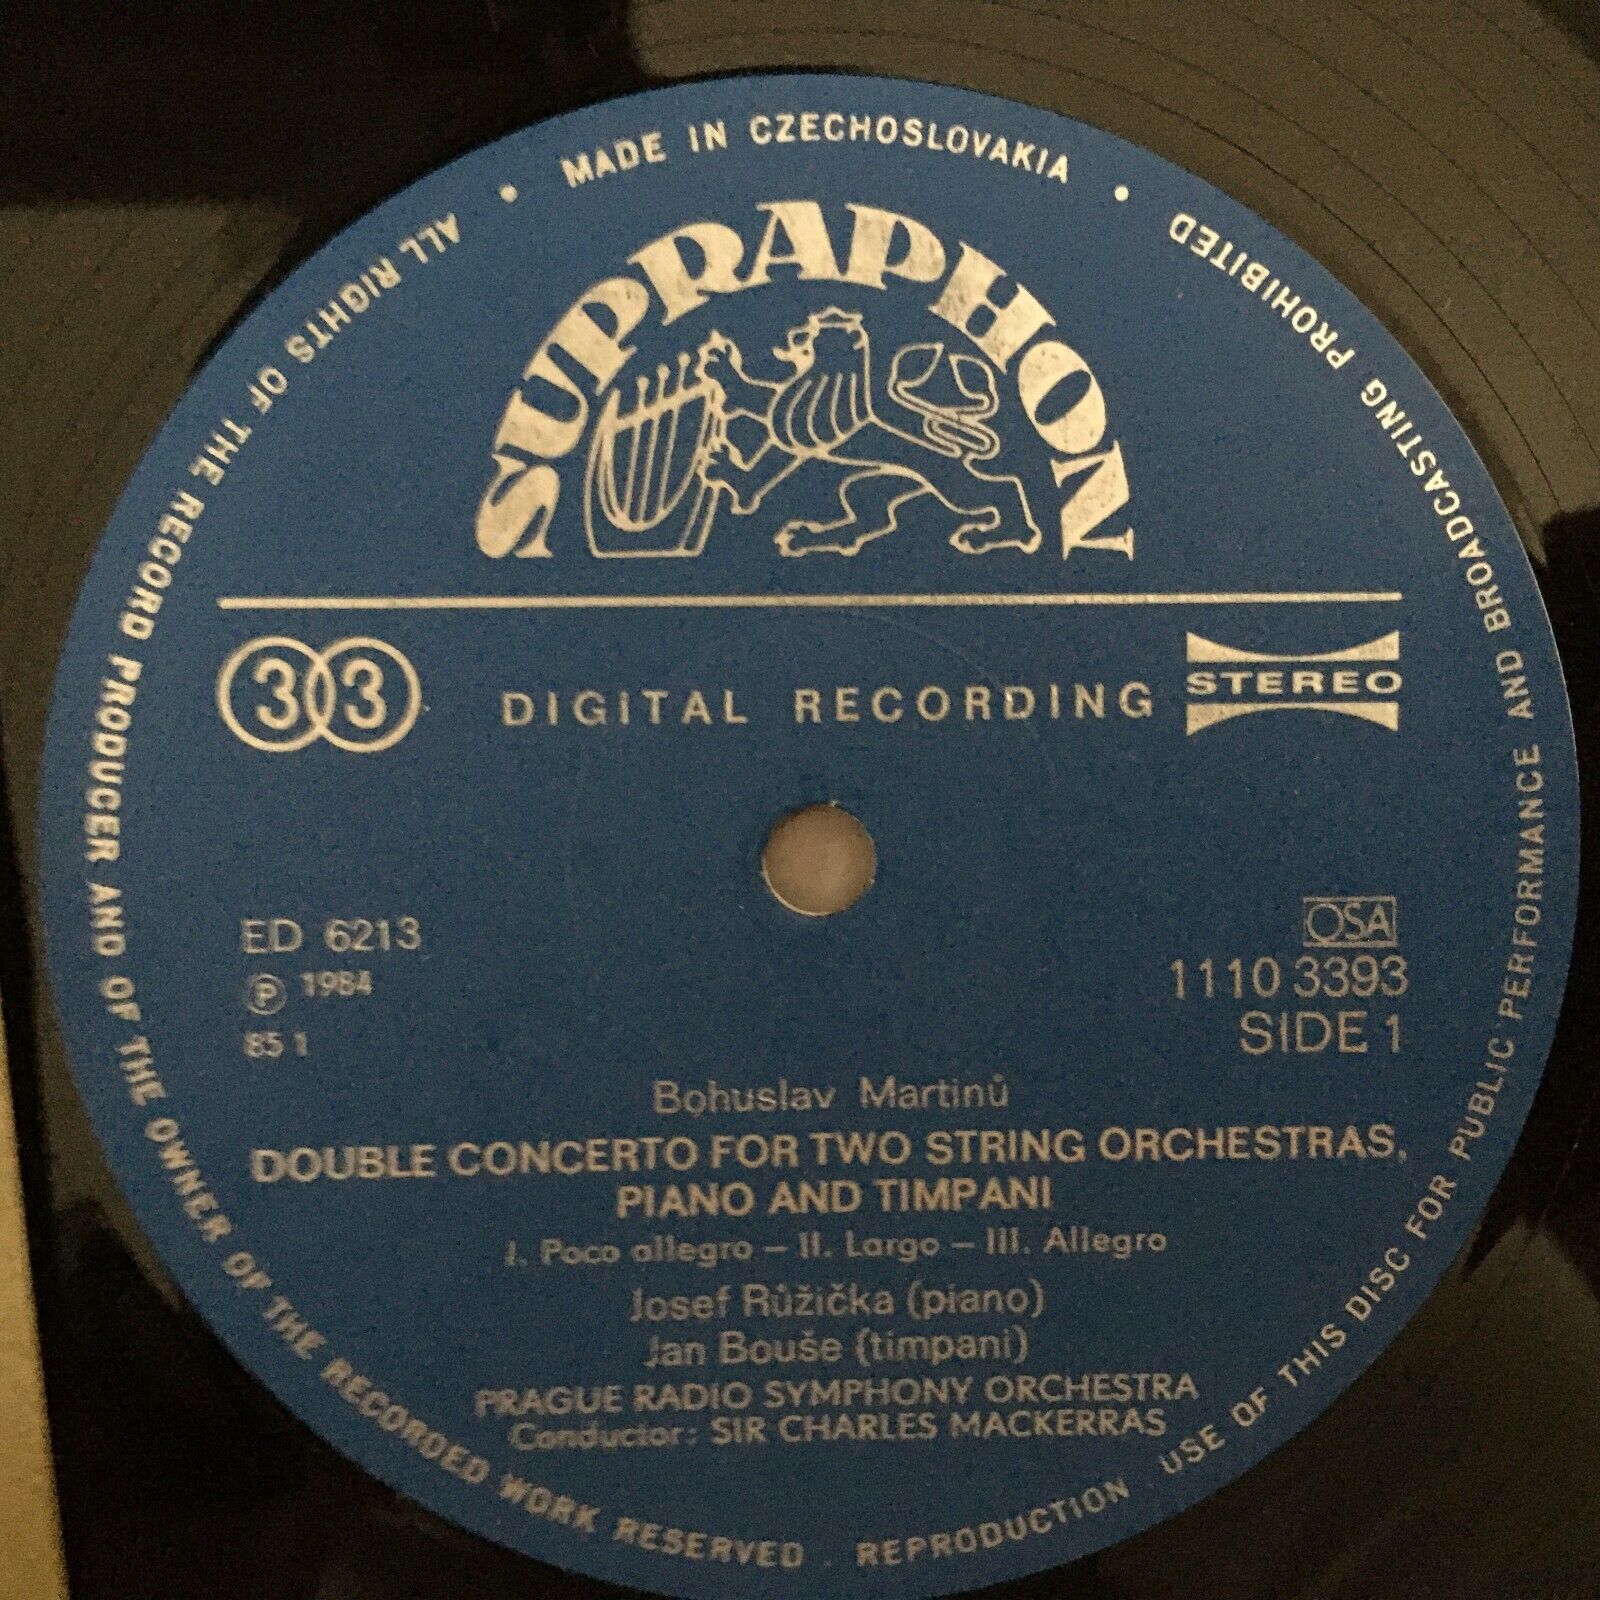 MADE IN CZECHOSLOVAKIA
SUPRAPHON
33
DIGITAL RECORDING
STEREO
ED 6213
℗ 1984
85 1
OSA
1110 3393
SIDE 1
Bohuslav Martinů
DOUBLE CONCERTO FOR TWO STRING ORCHESTRAS,
PIANO AND TIMPANI
I. Poco allegro – II. Largo – III. Allegro
Josef Růžička (piano)
Jan Bouše (timpani)
PRAGUE RADIO SYMPHONY ORCHESTRA
Conductor: SIR CHARLES MACKERRAS
ALL RIGHTS OF THE RECORD PRODUCER AND OF THE OWNER OF THE RECORDED WORK RESERVED . REPRODUCTION . USE OF THIS DISC FOR PUBLIC PERFORMANCE AND BROADCASTING PROHIBITED